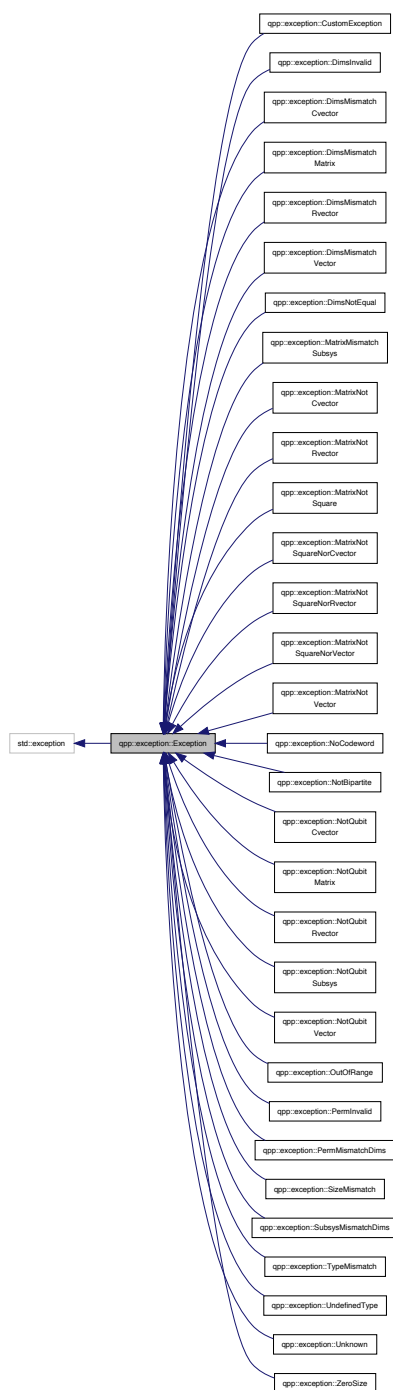 qpp::exception::CustomException
qpp::exception::DimsInvalid
qpp::exception::DimsMismatch
Cvector
qpp::exception::DimsMismatch
Matrix
qpp::exception::DimsMismatch
Rvector
qpp::exception::DimsMismatch
Vector
qpp::exception::DimsNotEqual
qpp::exception::MatrixMismatch
Subsys
qpp::exception::MatrixNot
Cvector
qpp::exception::MatrixNot
Rvector
qpp::exception::MatrixNot
Square
qpp::exception::MatrixNot
SquareNorCvector
qpp::exception::MatrixNot
SquareNorRvector
qpp::exception::MatrixNot
SquareNorVector
qpp::exception::MatrixNot
Vector
std::exception
qpp::exception::Exception
qpp::exception::NoCodeword
qpp::exception::NotBipartite
qpp::exception::NotQubit
Cvector
qpp::exception::NotQubit
Matrix
qpp::exception::NotQubit
Rvector
qpp::exception::NotQubit
Subsys
qpp::exception::NotQubit
Vector
qpp::exception::OutOfRange
qpp::exception::PermInvalid
qpp::exception::PermMismatchDims
qpp::exception::SizeMismatch
qpp::exception::SubsysMismatchDims
qpp::exception::TypeMismatch
qpp::exception::UndefinedType
qpp::exception::Unknown
qpp::exception::ZeroSize